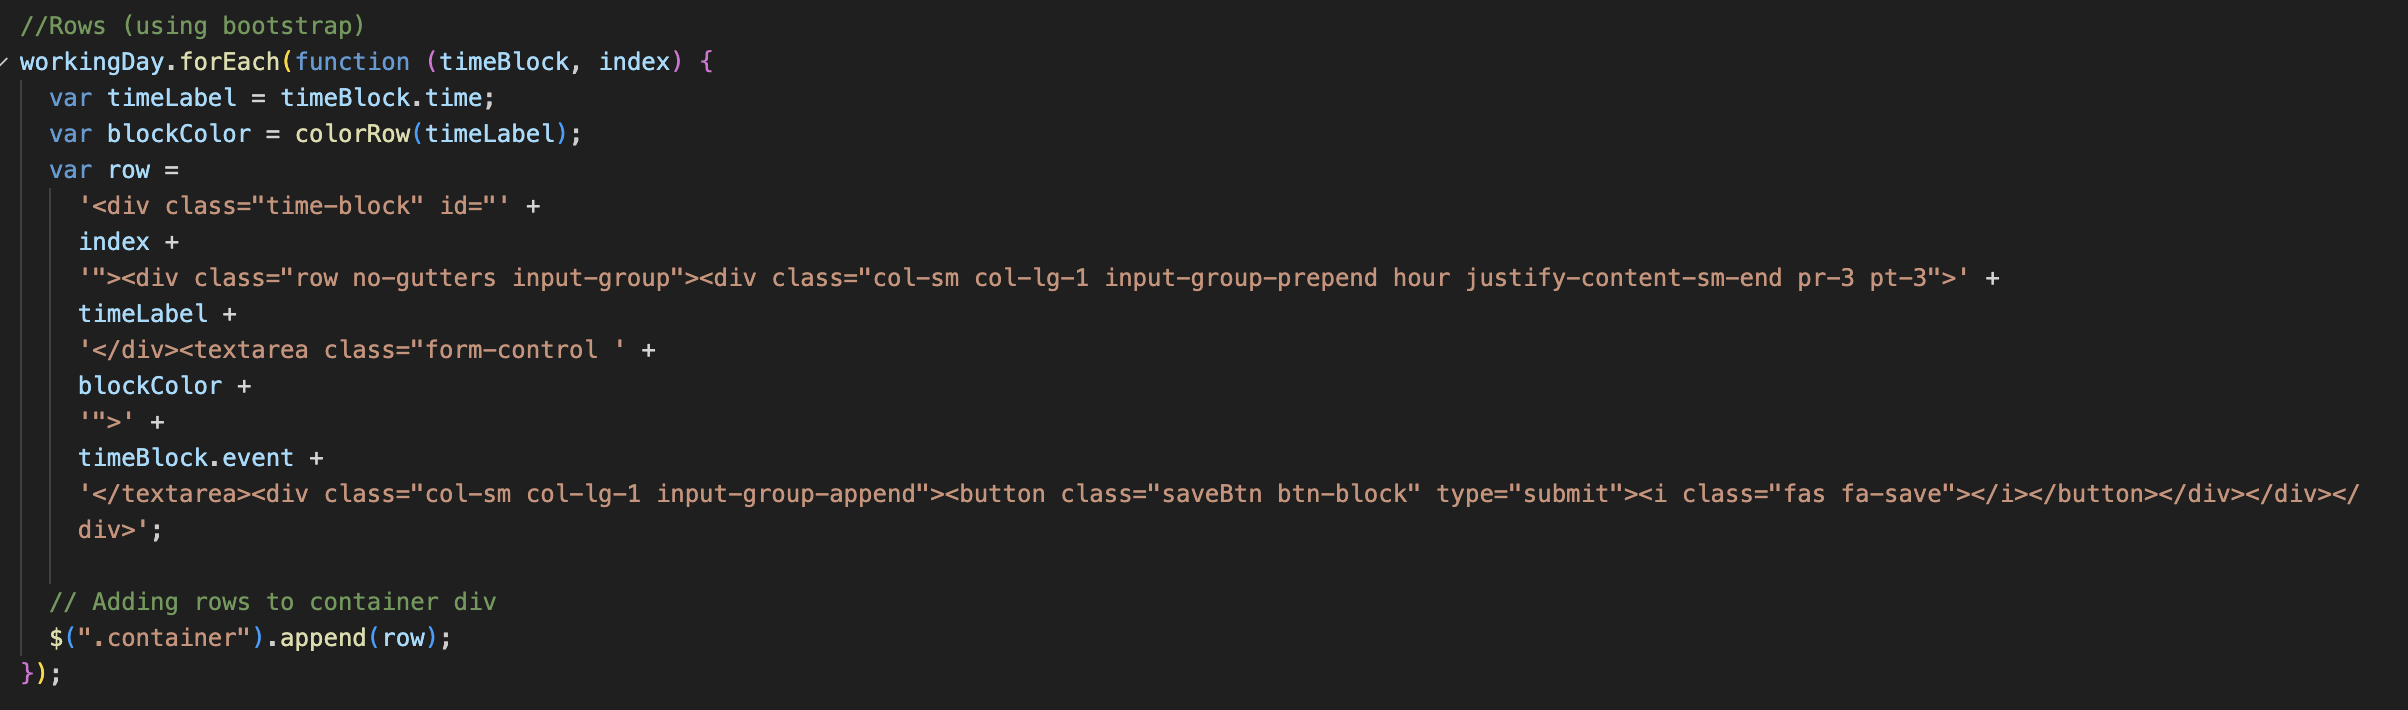 //Rows (using bootstrap)
workingDay.forEach(function (timeBlock, index) {
var timeLabel = timeBlock.time;
var blockColor = colorRow(timeLabel);
var row =
'<div class="time-block" id="' +
index +
'"><div class="row no-gutters input-group"><div class="col-sm col-lg-1 input-group-prepend hour justify-content-sm-end pr-3 pt-3">' +
timeLabel +
'</div><textarea class="form-control ' +
blockColor +
'">' +
timeBlock.event +
'</textarea><div class="col-sm col-lg-1 input-group-append"><button class="saveBtn btn-block" type="submit"><i class="fas fa-save"></i></button></div></div></
div>';
// Adding rows to container div
$(".container").append(row);
});